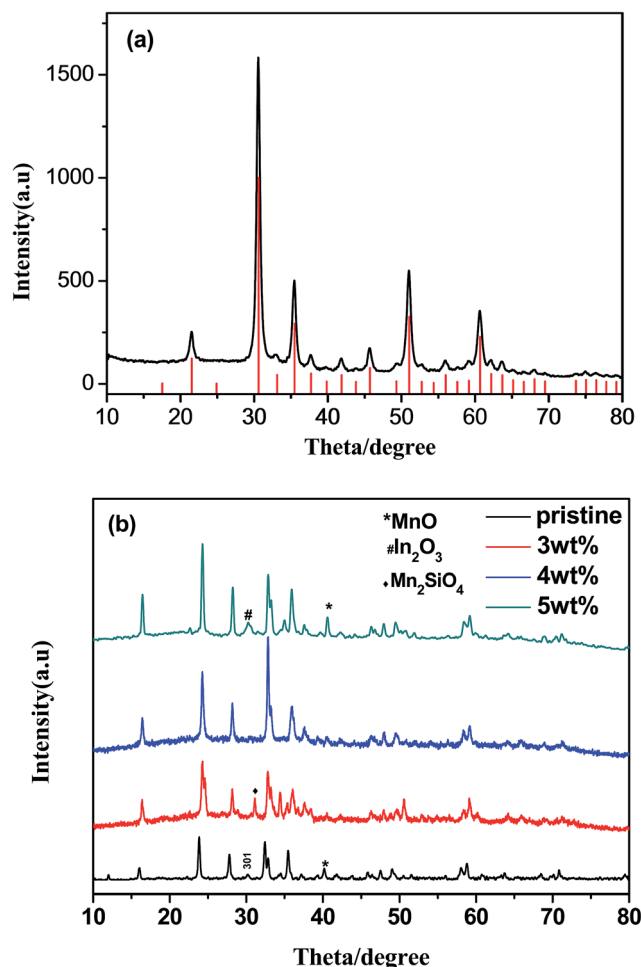 (a)
1500
1000
500
0
Intensity(a.u)
10 20 30 40 50 60 70 80
Theta/degree
(b)
*MnO
#In₂O₃
♦Mn₂SiO₄
pristine
3wt%
4wt%
5wt%
# *
♦
301 *
Intensity(a.u)
10 20 30 40 50 60 70 80
Theta/degree